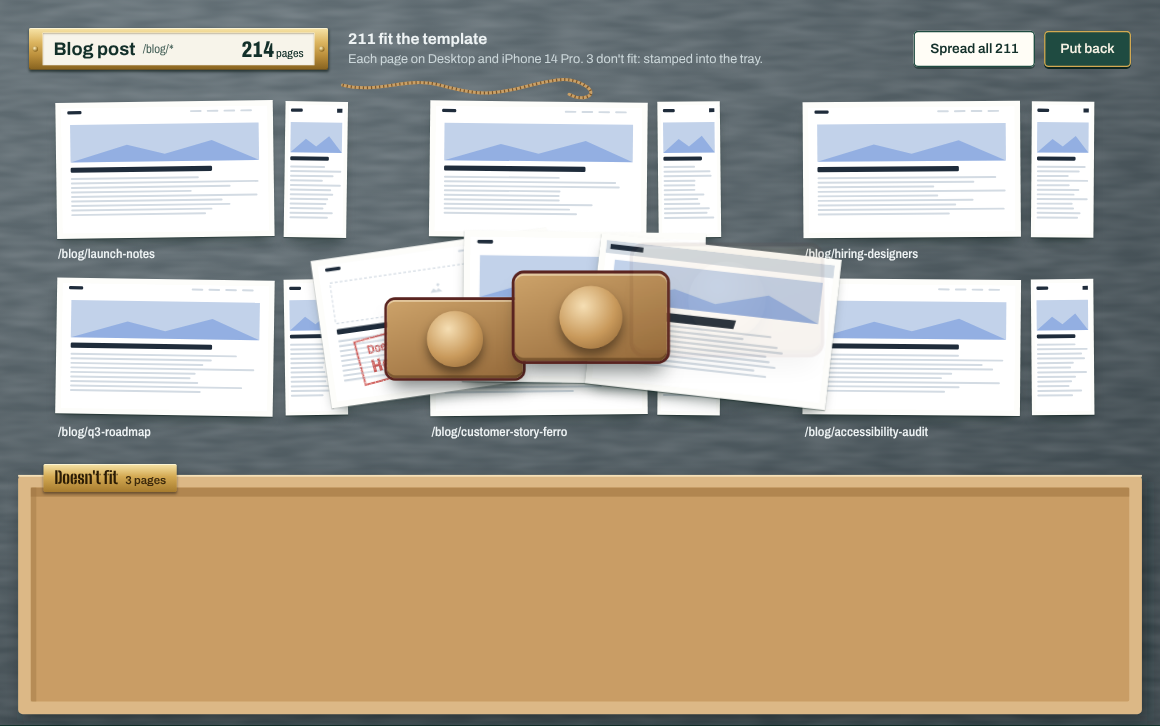 Blog post /blog/* 214 pages
211 fit the template
Each page on Desktop and iPhone 14 Pro. 3 don't fit: stamped into the tray.
Spread all 211
Put back
/blog/launch-notes
/blog/hiring-designers
/blog/q3-roadmap
/blog/customer-story-ferro
/blog/accessibility-audit
Doesn't fit 3 pages